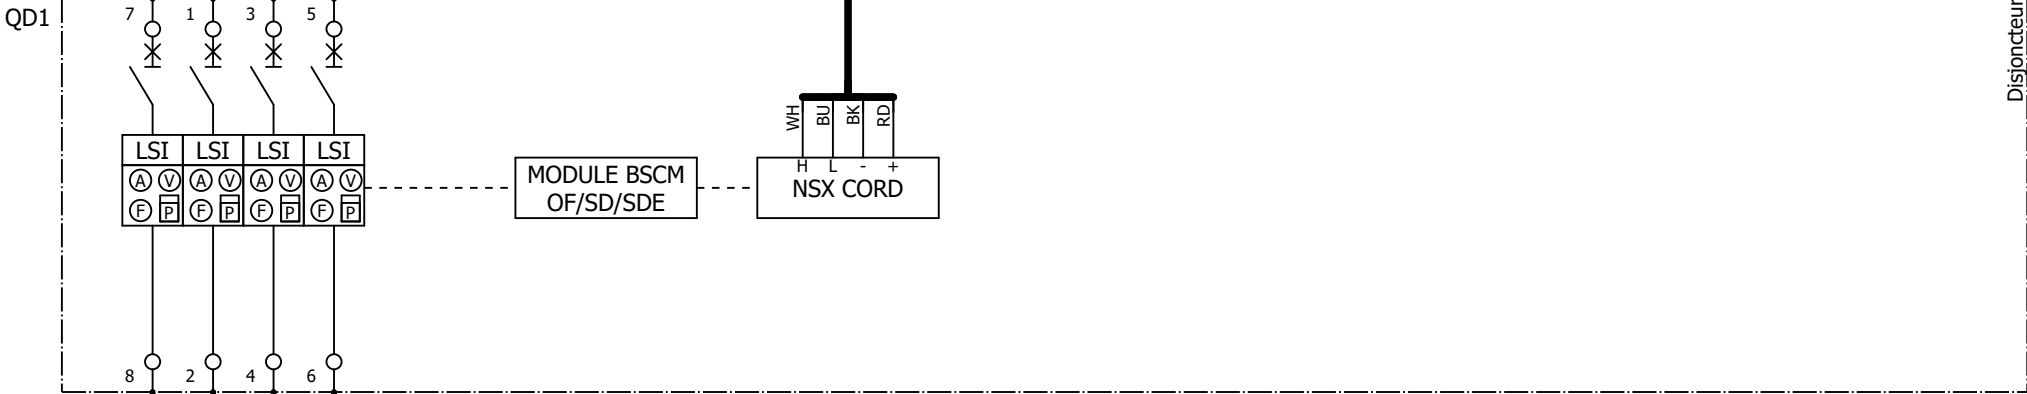 QD1
7 1 3 5
Disjoncteur
WH BU BK RD
LSI LSI LSI LSI
H L - +
A V A V A V A V
MODULE BSCM
OF/SD/SDE
NSX CORD
F P F P F P F P
8 2 4 6